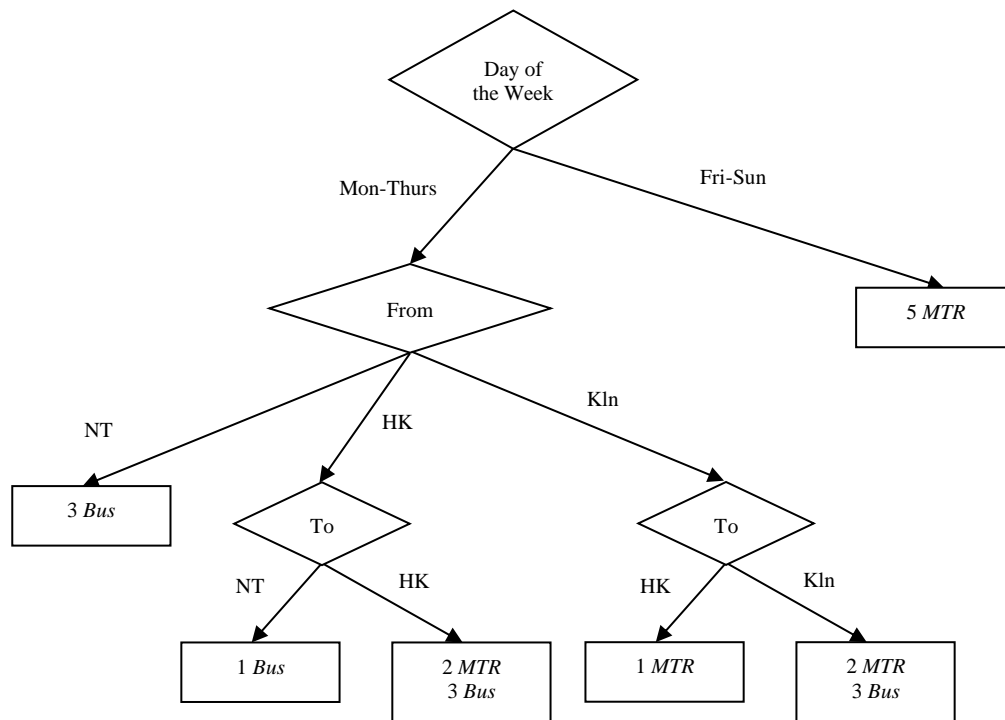 Day of
the Week
Mon-Thurs
Fri-Sun
From
5 MTR
NT
HK
Kln
3 Bus
To
To
NT
HK
HK
Kln
1 Bus
2 MTR
3 Bus
1 MTR
2 MTR
3 Bus